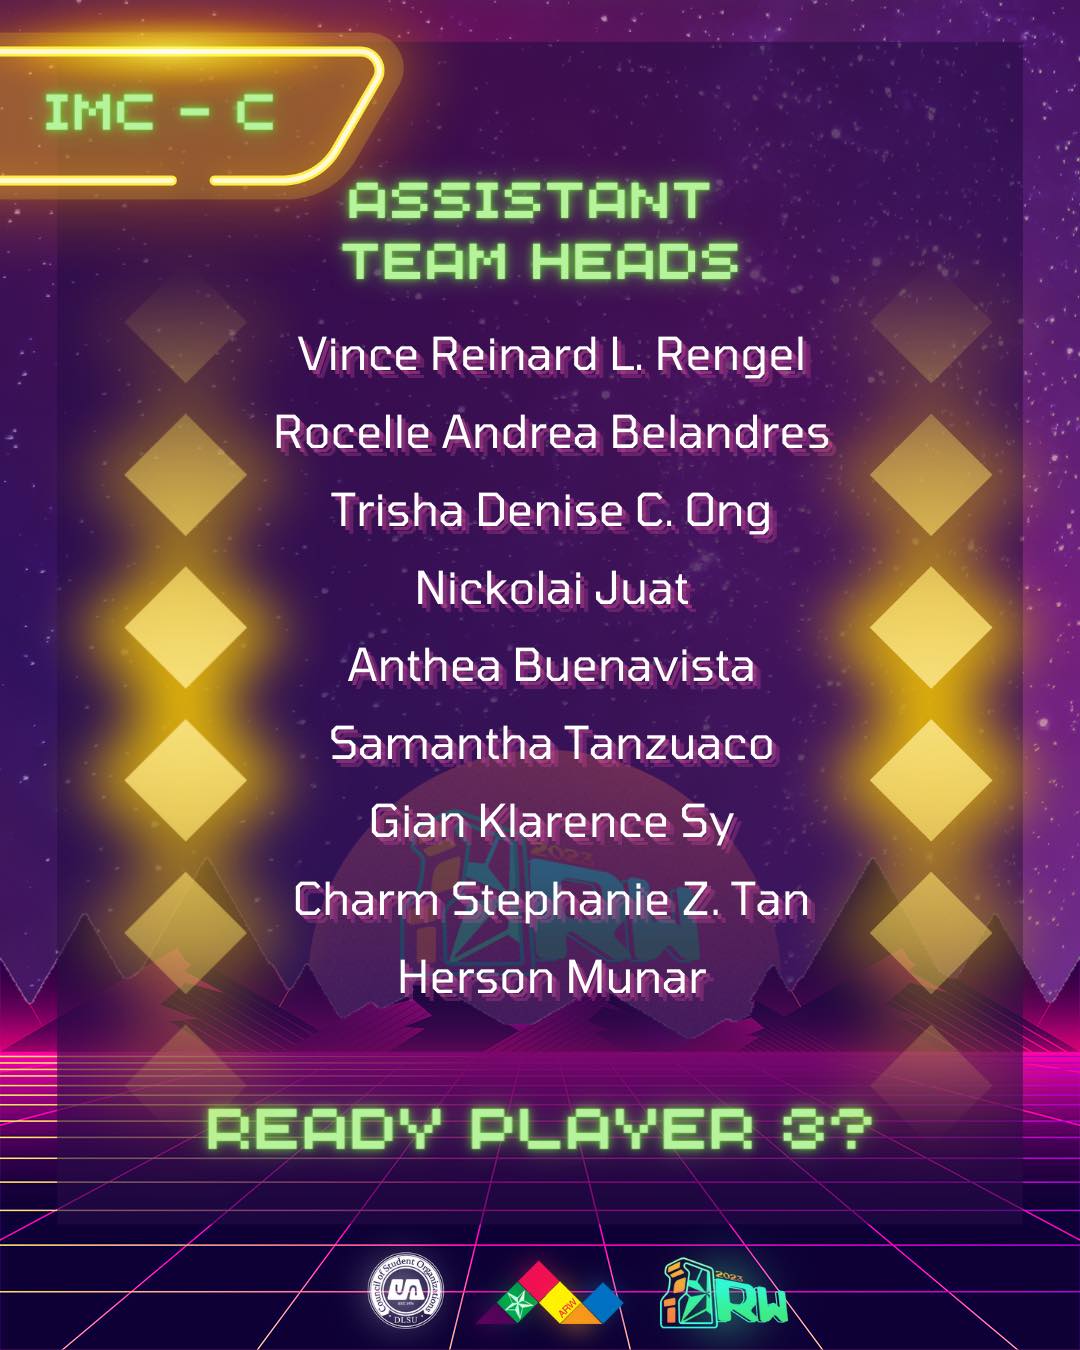 IMC - C
ASSISTANT
TEAM HEADS
Vince Reinard L. Rengel
Rocelle Andrea Belandres
Trisha Denise C. Ong
Nickolai Juat
Anthea Buenavista
Samantha Tanzuaco
Gian Klarence Sy
2023
RW
Charm Stephanie Z. Tan
Herson Munar
READY PLAYER 3?
Council of Student Organizations
DLSU
ARW
2023
RW